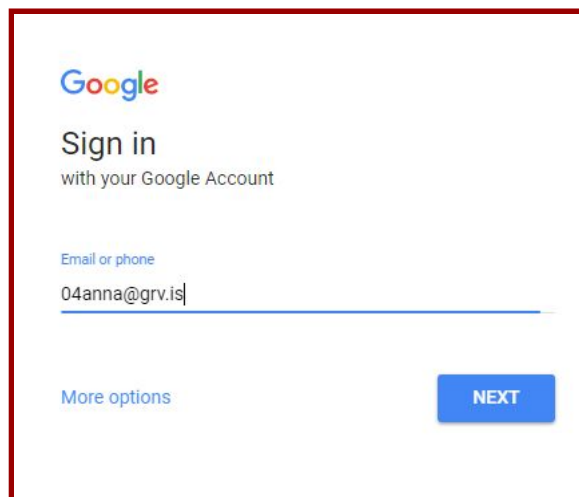 Google
Sign in
with your Google Account
Email or phone
04anna@grv.is
More options
NEXT